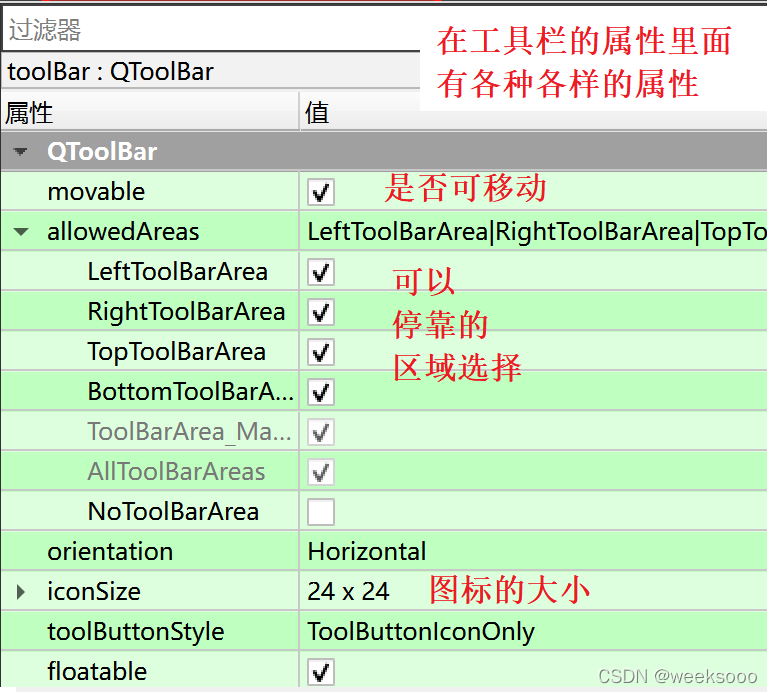 过滤器
在工具栏的属性里面
有各种各样的属性
toolBar : QToolBar
属性 值
QToolBar
movable 是否可移动
allowedAreas LeftToolBarArea|RightToolBarArea|TopTo
LeftToolBarArea
RightToolBarArea
TopToolBarArea
BottomToolBarA...
可以
停靠的
区域选择
ToolBarArea_Ma...
AllToolBarAreas
NoToolBarArea
orientation Horizontal
iconSize 24 x 24 图标的大小
toolButtonStyle ToolButtonIconOnly
floatable
CSDN @weeksooo